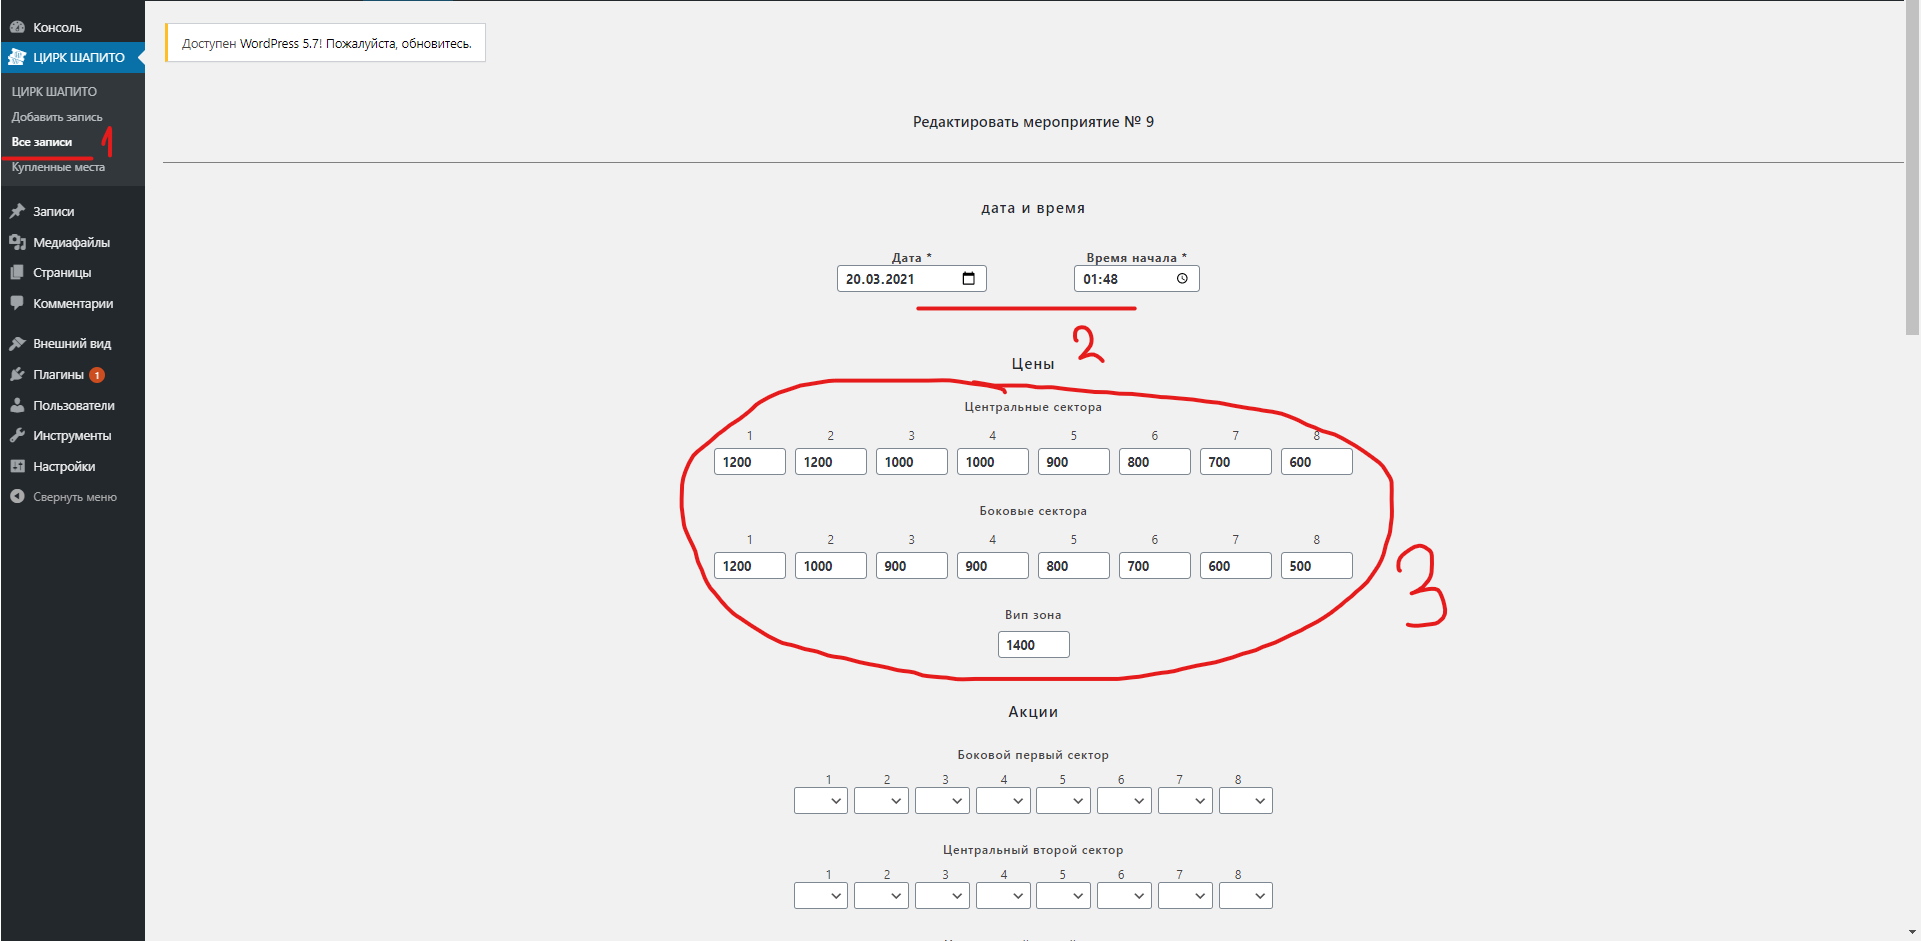 Консоль
ЦИРК ШАПИТО
ЦИРК ШАПИТО
Добавить запись
Все записи
1
Купленные места
Записи
Медиафайлы
Страницы
Комментарии
Внешний вид
Плагины 1
Пользователи
Инструменты
Настройки
Свернуть меню
Доступен WordPress 5.7! Пожалуйста, обновитесь.
Редактировать мероприятие № 9
дата и время
Дата * Время начала *
20.03.2021 01:48
2
Цены
Центральные сектора
1 2 3 4 5 6 7 8
1200 1200 1000 1000 900 800 700 600
Боковые сектора
1 2 3 4 5 6 7 8
1200 1000 900 900 800 700 600 500
3
Вип зона
1400
Акции
Боковой первый сектор
1 2 3 4 5 6 7 8
Центральный второй сектор
1 2 3 4 5 6 7 8